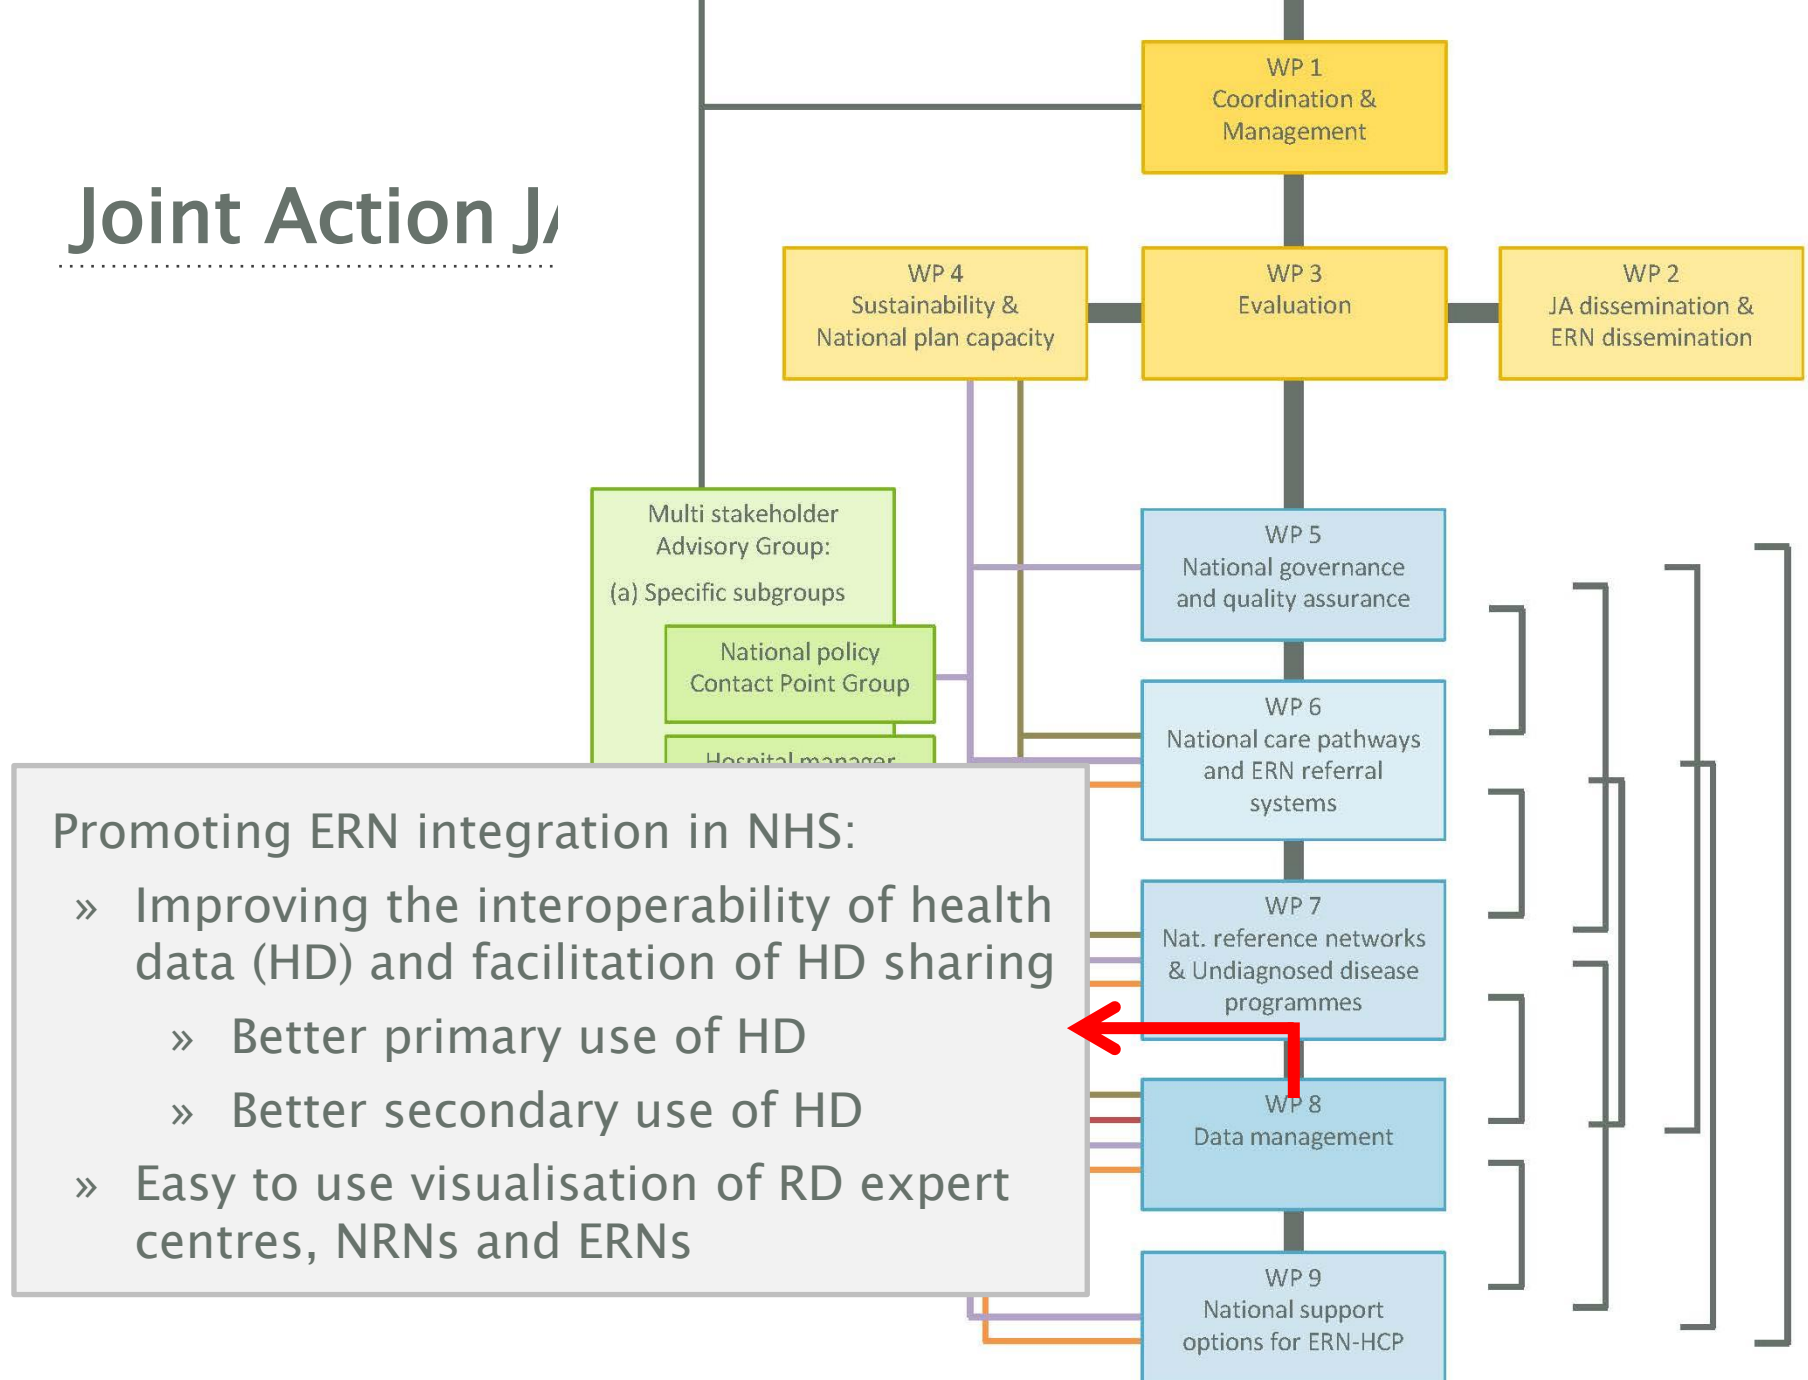 Joint Action J
WP 1
Coordination &
Management
WP 4
Sustainability &
National plan capacity
WP 3
Evaluation
WP 2
JA dissemination &
ERN dissemination
Multi stakeholder
Advisory Group:
(a) Specific subgroups
National policy
Contact Point Group
Hospital manager
WP 5
National governance
and quality assurance
WP 6
National care pathways
and ERN referral
systems
WP 7
Nat. reference networks
& Undiagnosed disease
programmes
WP 8
Data management
WP 9
National support
options for ERN-HCP
Promoting ERN integration in NHS:
» Improving the interoperability of health
data (HD) and facilitation of HD sharing
» Better primary use of HD
» Better secondary use of HD
» Easy to use visualisation of RD expert
centres, NRNs and ERNs